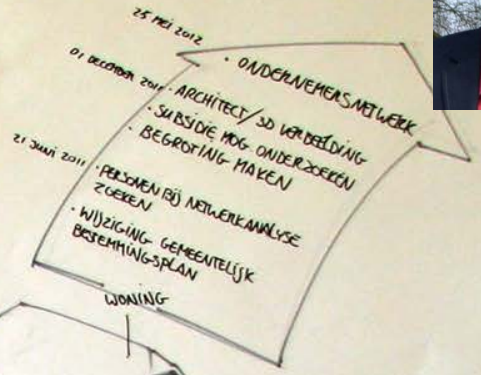 25 MEI 2012
• ONDERNEMERSNETWERK
01 DECEMBER 2011
• ARCHITECT/3D VERBEELDING
• SUBSIDIE MOG ONDERZOEKEN
• BEGROTING MAKEN
21 JUNI 2011
• PERSONEN BIJ NETWERKANALYSE
ZOEKEN
• WIJZIGING GEMEENTELIJK
BESTEMMINGSPLAN
WONING